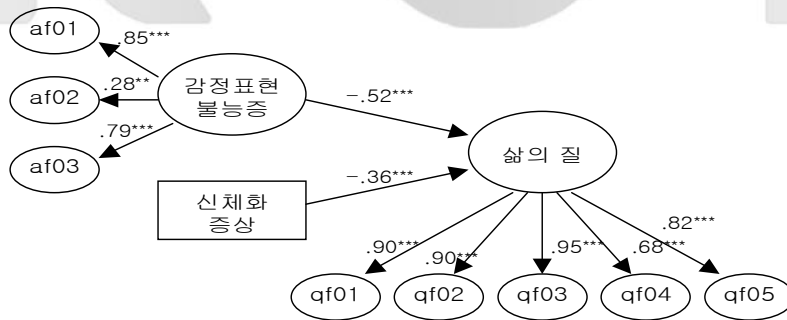 af01
.85***
감정표현
불능증
.28**
af02
-.52***
.79***
af03
삶의 질
-.36***
신체화
증상
.82***
.90***
.90***
.95***
.68***
qf01
qf02
qf03
qf04
qf05